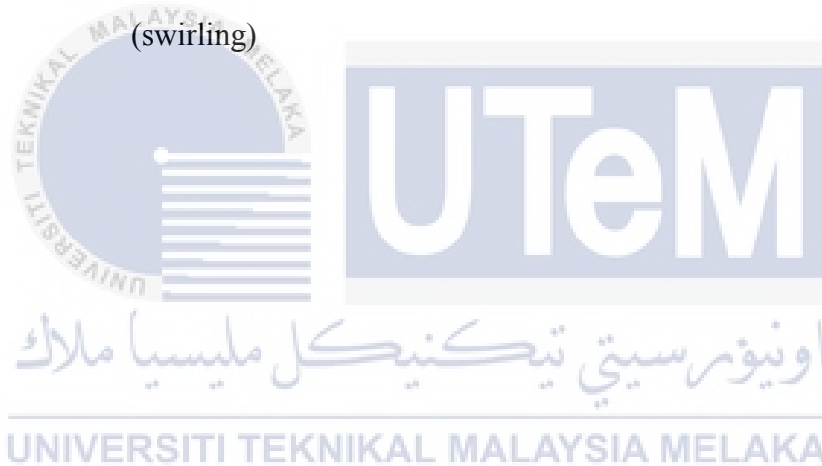 (swirling)
UNIVERSITI TEKNIKAL MALAYSIA MELAKA
UTeM
اونيۏرسيتي تيكنيكل مليسيا ملاك
UNIVERSITI TEKNIKAL MALAYSIA MELAKA